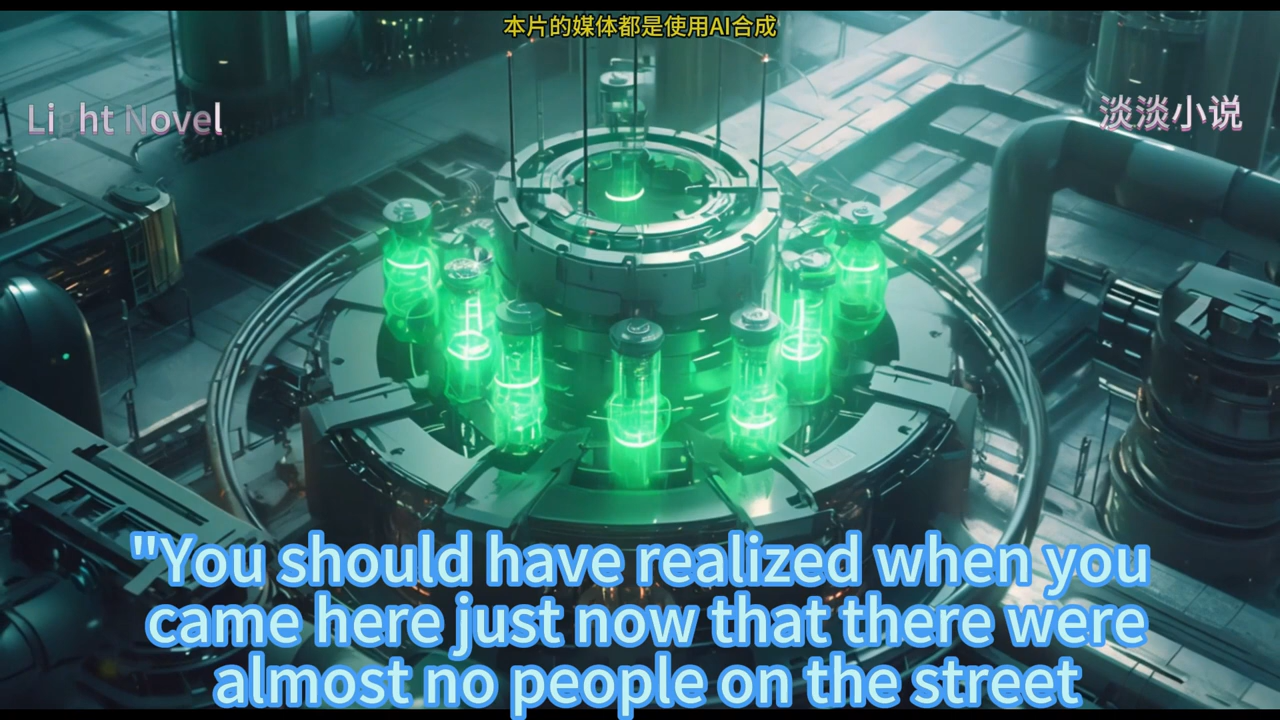 本片的媒体都是使用AI合成
Li ht Novel
淡淡小说
"You should have realized when you
came here just now that there were
almost no people on the street